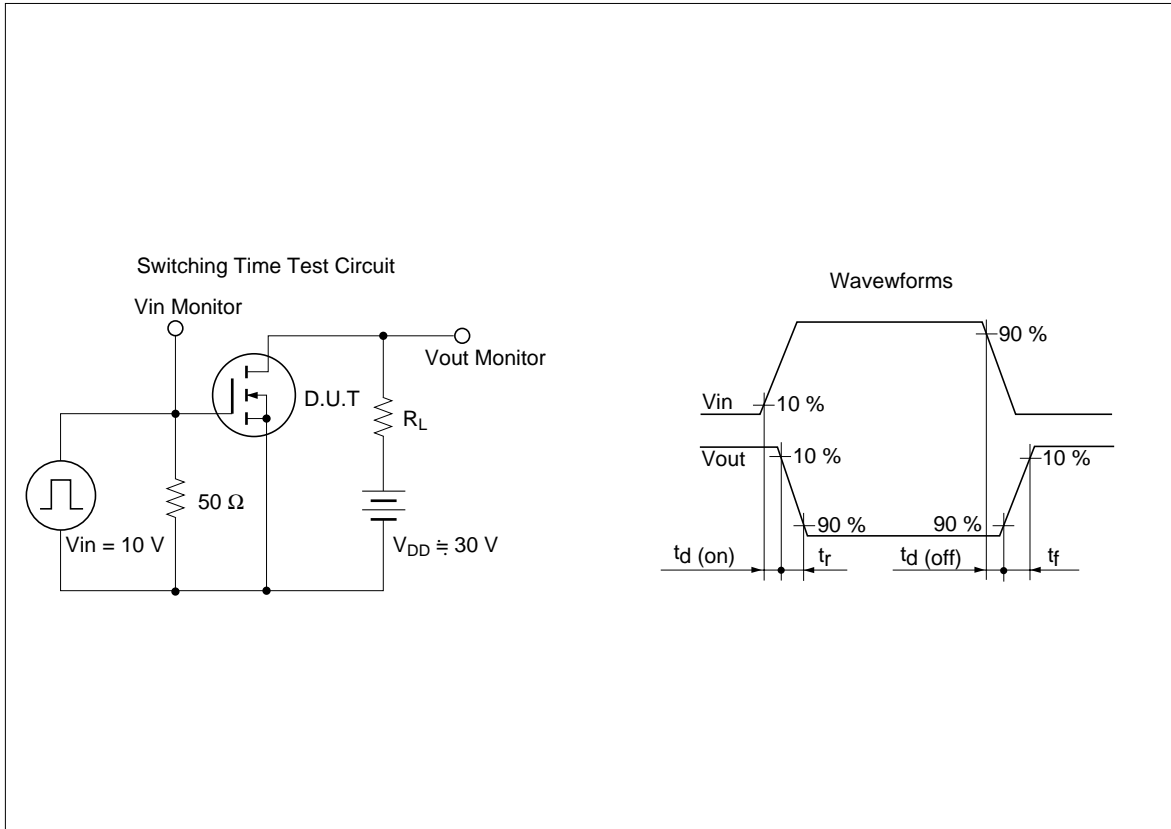 Switching Time Test Circuit
Vin Monitor
Vout Monitor
D.U.T
RL
50 Ω
Vin = 10 V
VDD ≒ 30 V
Wavewforms
90 %
Vin
10 %
Vout
10 %
10 %
90 %
90 %
td (on)
tr
td (off)
tf